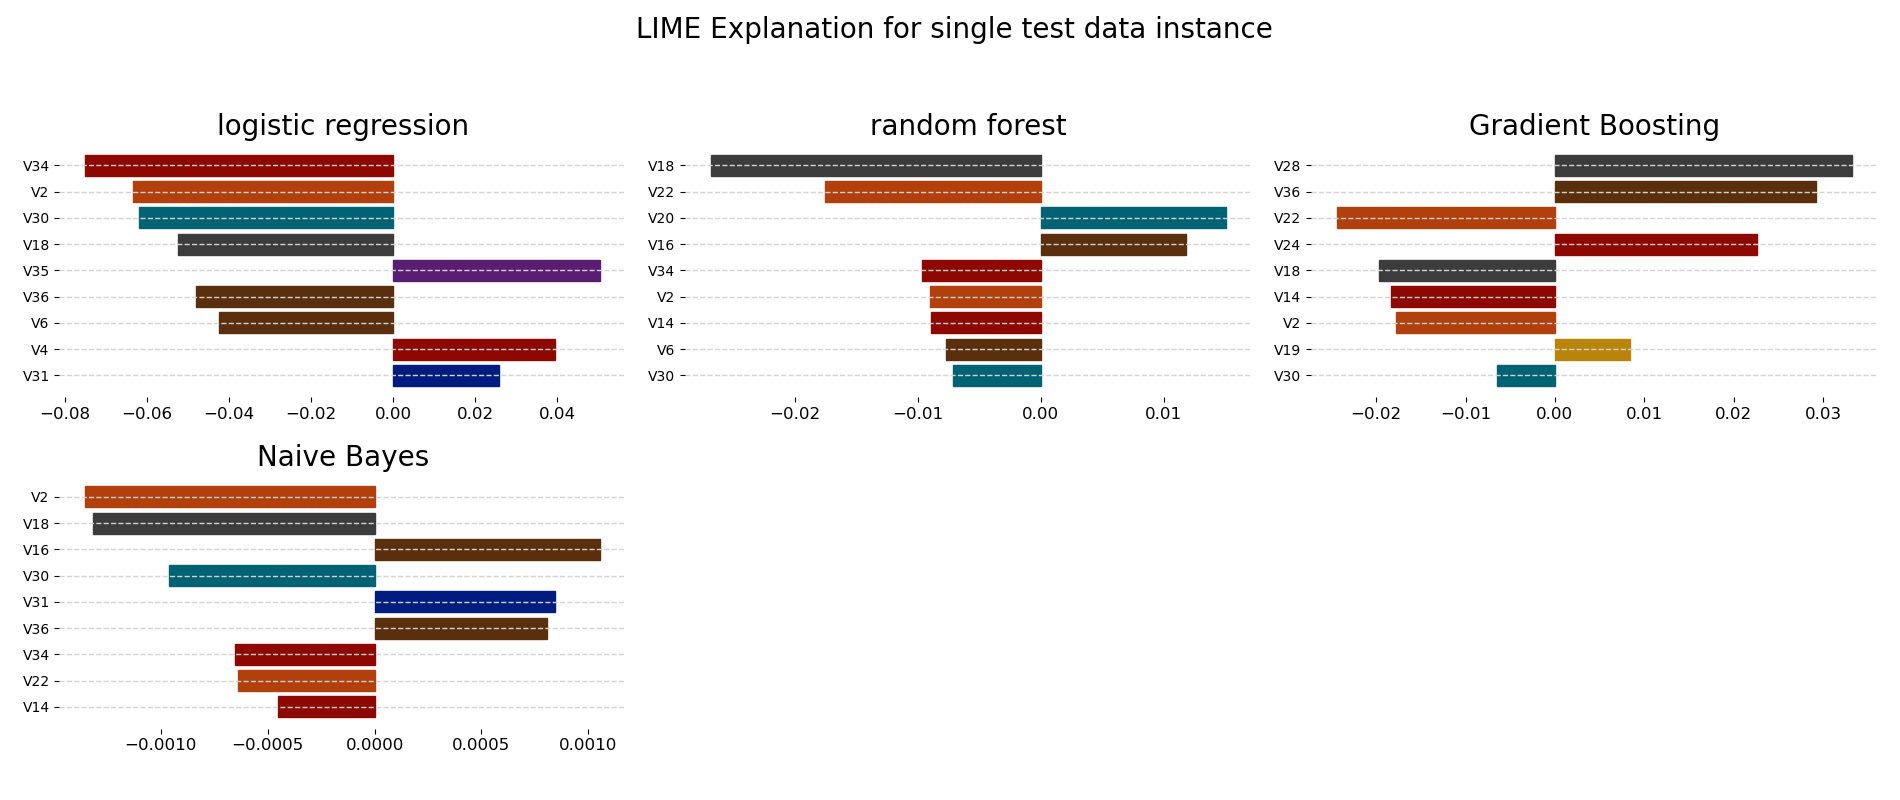 LIME Explanation for single test data instance
logistic regression
V34
V2
V30
V18
V35
V36
V6
V4
V31
−0.08 −0.06 −0.04 −0.02 0.00 0.02 0.04
random forest
V18
V22
V20
V16
V34
V2
V14
V6
V30
−0.02 −0.01 0.00 0.01
Gradient Boosting
V28
V36
V22
V24
V18
V14
V2
V19
V30
−0.02 −0.01 0.00 0.01 0.02 0.03
Naive Bayes
V2
V18
V16
V30
V31
V36
V34
V22
V14
−0.0010 −0.0005 0.0000 0.0005 0.0010